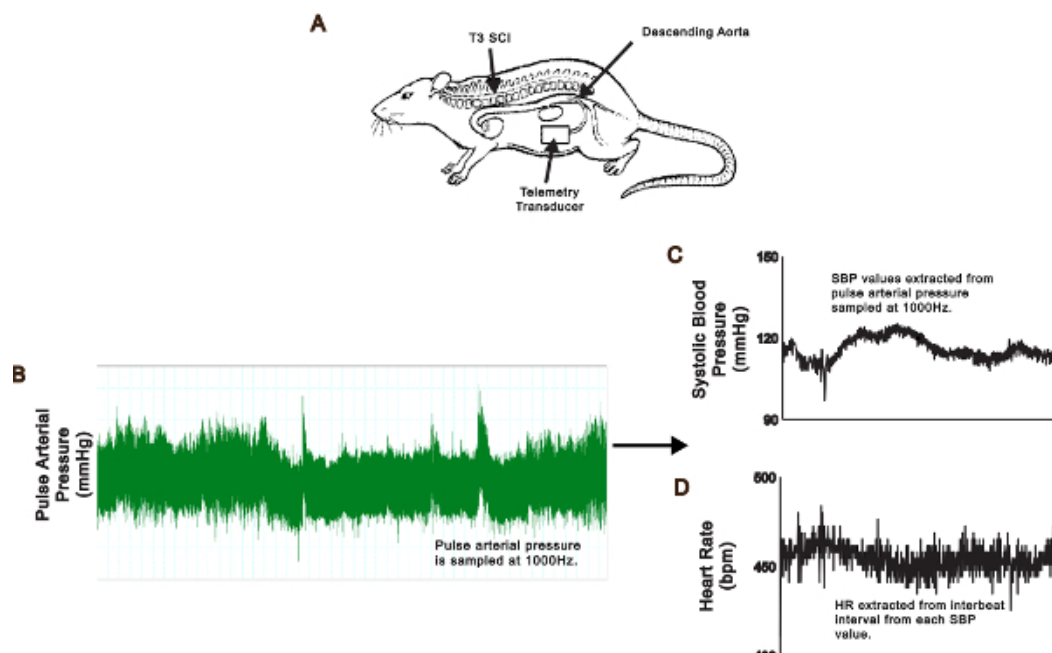 A
T3 SCI
Descending Aorta
Telemetry
Transducer
B
Pulse Arterial
Pressure
(mmHg)
Pulse arterial pressure
is sampled at 1000Hz.
C
Systolic Blood
Pressure
(mmHg)
150
120
90
SBP values extracted from
pulse arterial pressure
sampled at 1000Hz.
D
Heart Rate
(bpm)
500
450
HR extracted from interbeat
interval from each SBP
value.